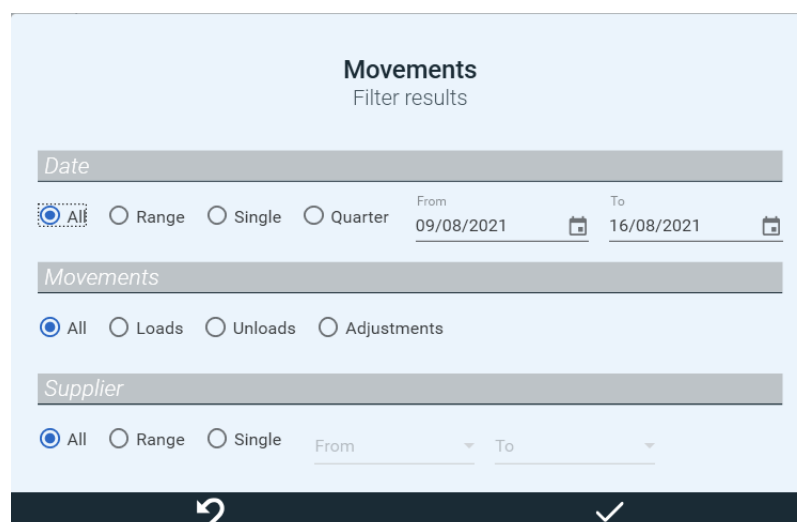 Movements
Filter results
Date
All Range Single Quarter From 09/08/2021 To 16/08/2021
Movements
All Loads Unloads Adjustments
Supplier
All Range Single From To